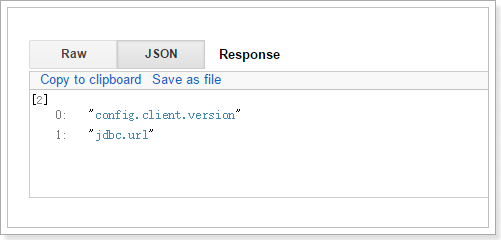 Raw JSON Response
Copy to clipboard Save as file
[2]
0: "config.client.version"
1: "jdbc.url"